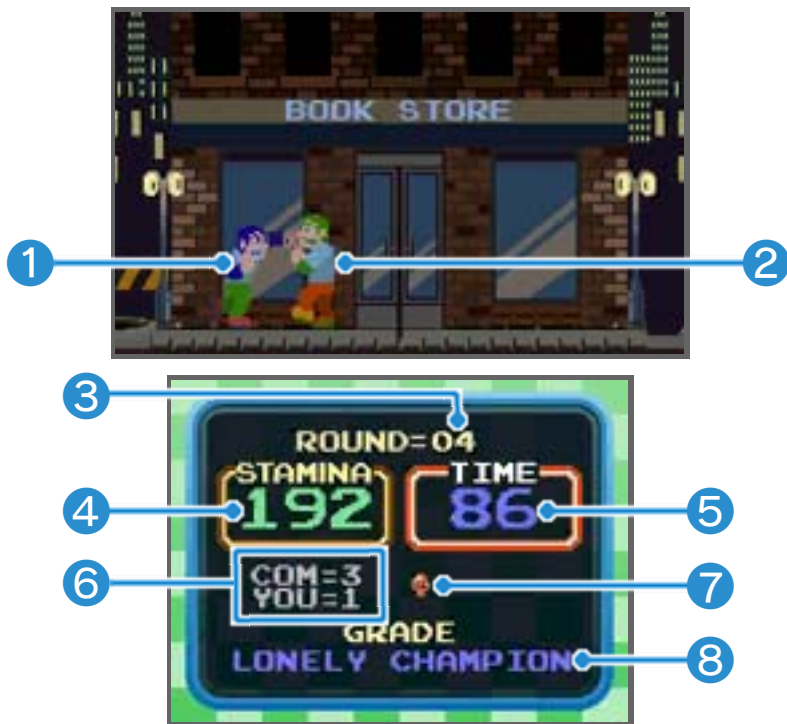 BOOK STORE
1
2
3
ROUND=04
STAMINA TIME
4 192 86 5
6 COM=3 7
YOU=1
GRADE
LONELY CHAMPION 8